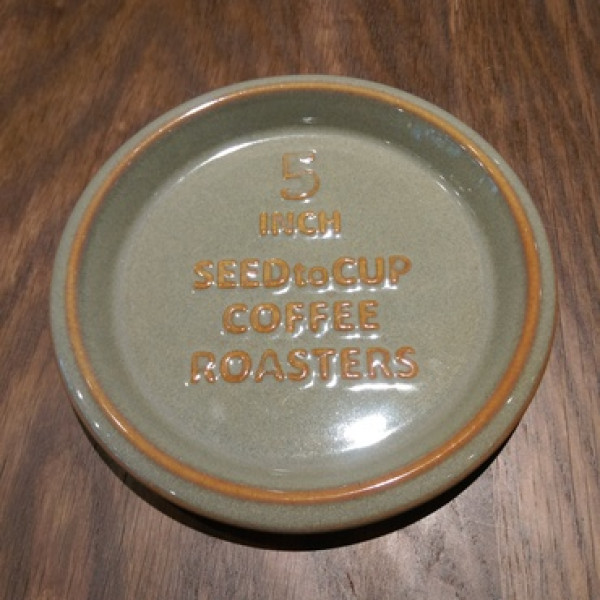 5
INCH
SEEDtoCUP
COFFEE
ROASTERS